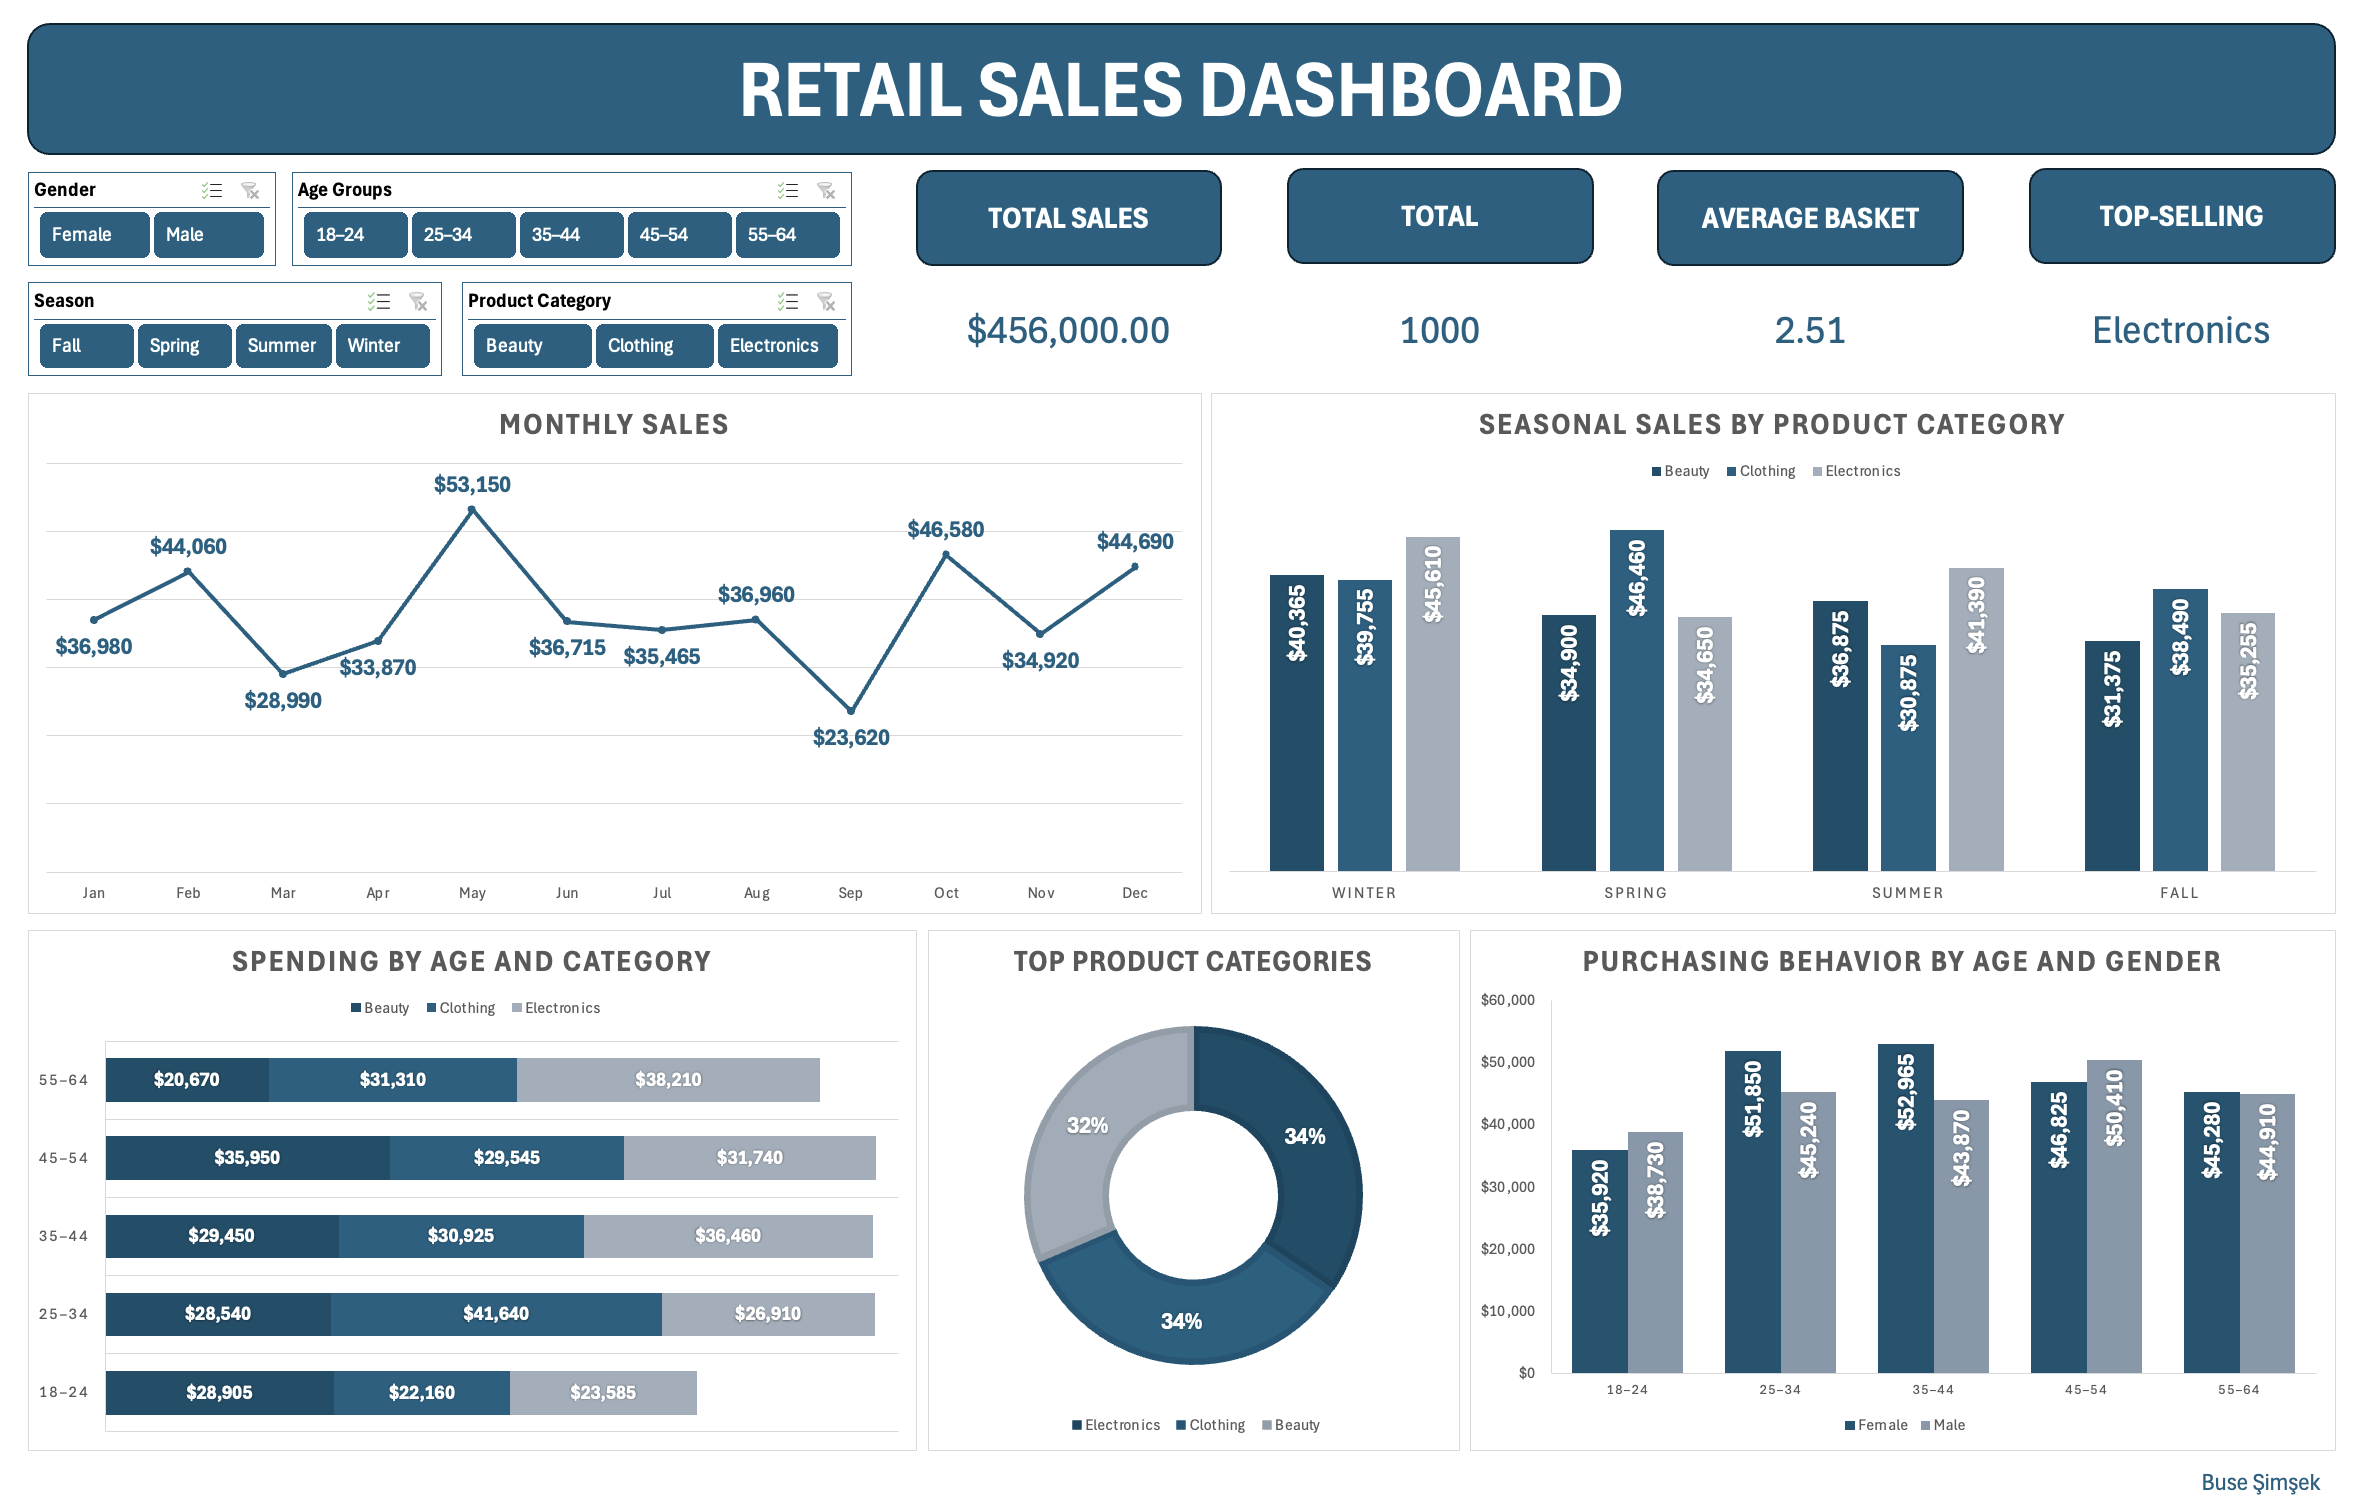 RETAIL SALES DASHBOARD
Gender
Female Male
Age Groups
18–24 25–34 35–44 45–54 55–64
Season
Fall Spring Summer Winter
Product Category
Beauty Clothing Electronics
TOTAL SALES
$456,000.00
TOTAL
1000
AVERAGE BASKET
2.51
TOP-SELLING
Electronics
MONTHLY SALES
$36,980
$44,060
$28,990
$33,870
$53,150
$36,715
$35,465
$36,960
$23,620
$46,580
$34,920
$44,690
Jan Feb Mar Apr May Jun Jul Aug Sep Oct Nov Dec
SEASONAL SALES BY PRODUCT CATEGORY
Beauty Clothing Electronics
$40,365
$39,755
$45,610
$34,900
$46,460
$34,650
$36,875
$30,875
$41,390
$31,375
$38,490
$35,255
WINTER SPRING SUMMER FALL
SPENDING BY AGE AND CATEGORY
Beauty Clothing Electronics
55–64 $20,670 $31,310 $38,210
45–54 $35,950 $29,545 $31,740
35–44 $29,450 $30,925 $36,460
25–34 $28,540 $41,640 $26,910
18–24 $28,905 $22,160 $23,585
TOP PRODUCT CATEGORIES
32%
34%
34%
Electronics Clothing Beauty
PURCHASING BEHAVIOR BY AGE AND GENDER
$60,000
$50,000
$40,000
$30,000
$20,000
$10,000
$0
$35,920
$38,730
$51,850
$45,240
$52,965
$43,870
$46,825
$50,410
$45,280
$44,910
18–24 25–34 35–44 45–54 55–64
Female Male
Buse Şimşek